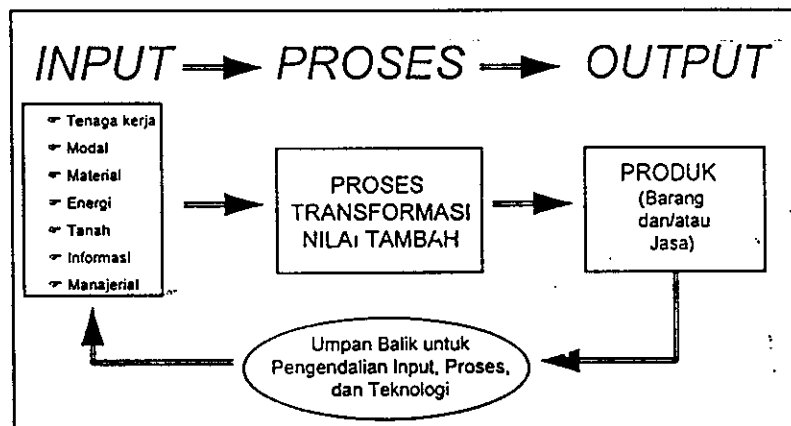 INPUT PROSES OUTPUT
Tenaga kerja
Modal
Material
Energi
Tanah
Informasi
Manajerial
PROSES
TRANSFORMASI
NILAI TAMBAH
PRODUK
(Barang
dan/atau
Jasa)
Umpan Balik untuk
Pengendalian Input, Proses,
dan Teknologi